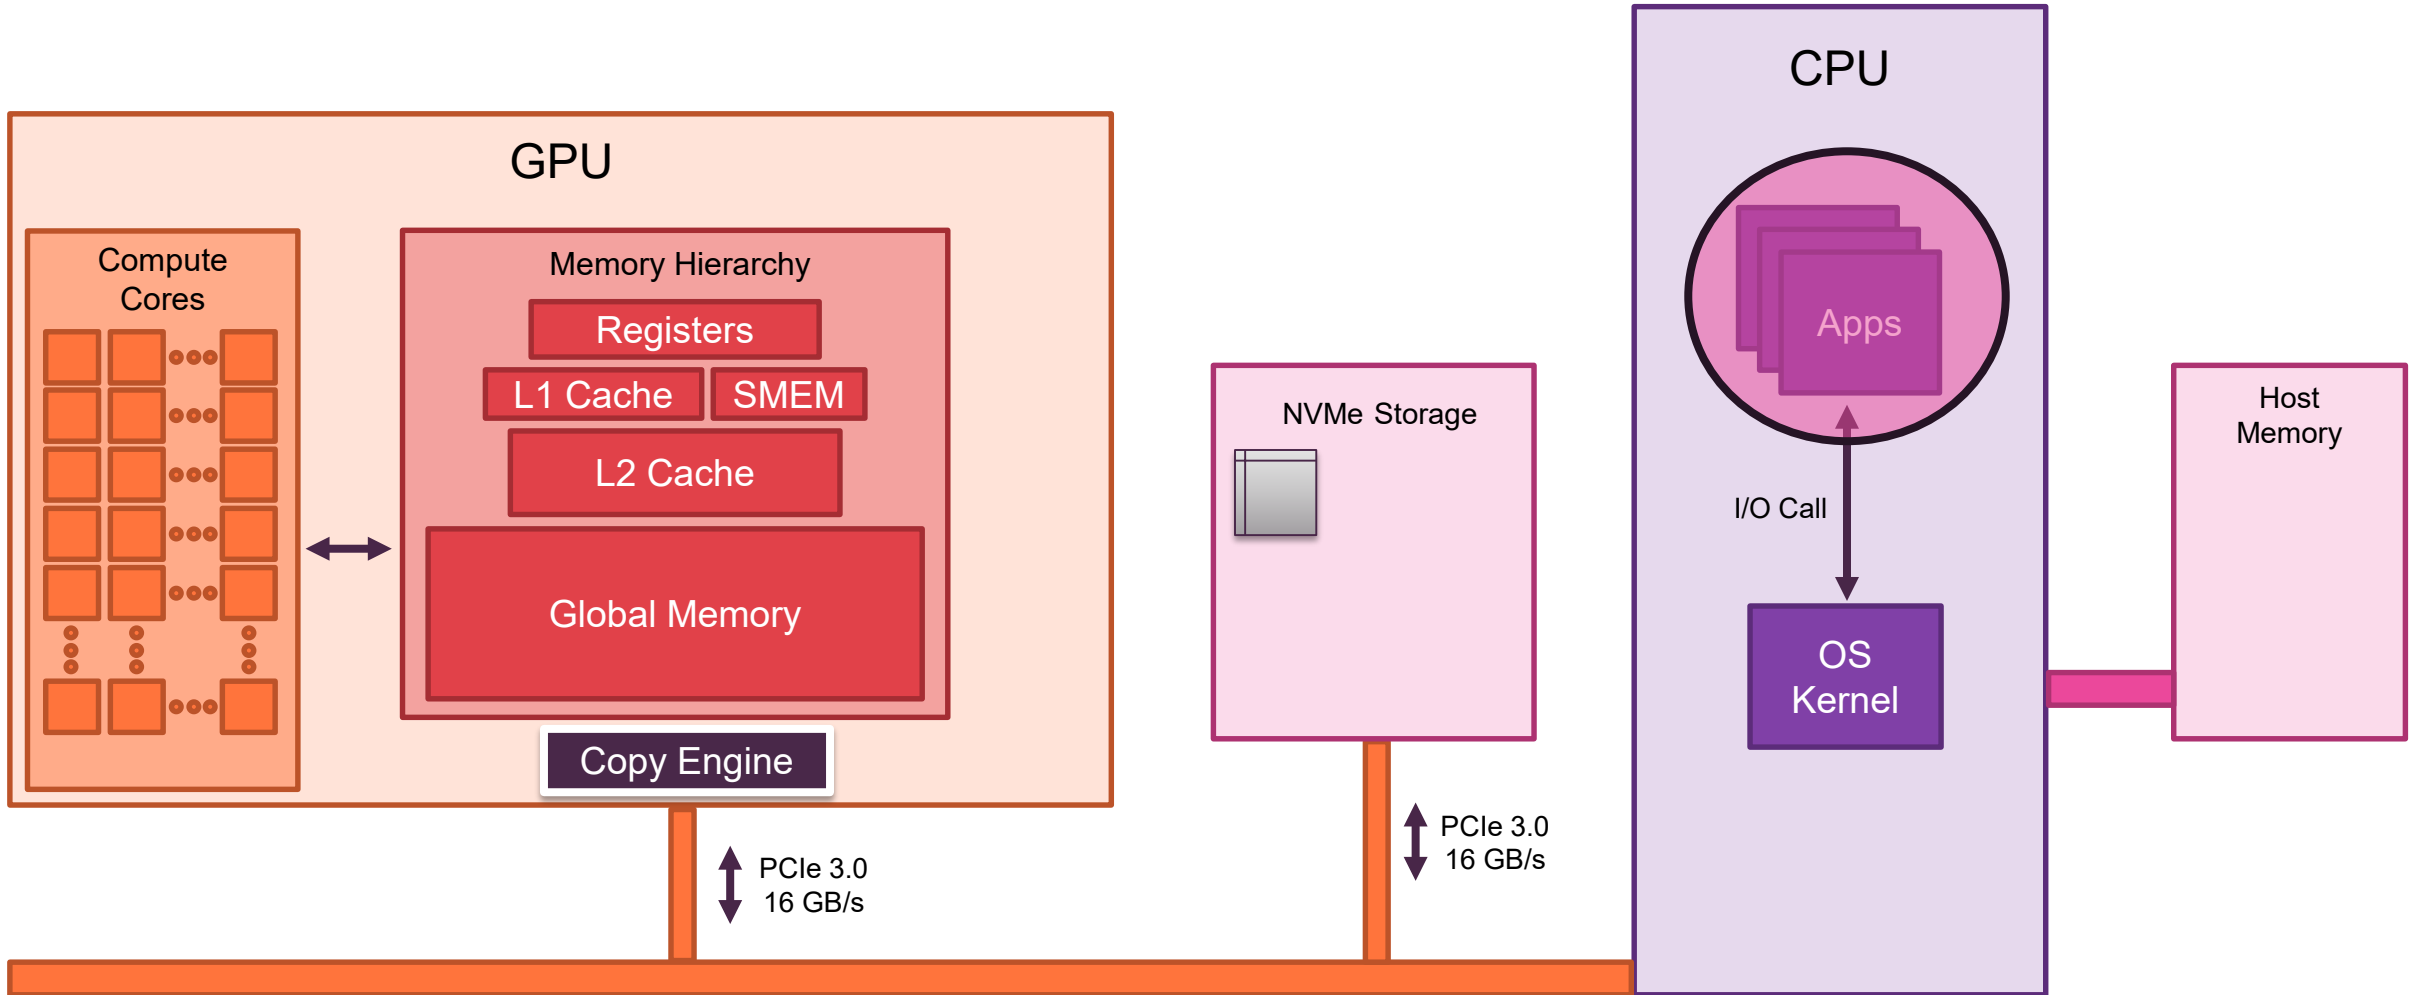 GPU
Compute
Cores
Memory Hierarchy
Registers
L1 Cache
SMEM
L2 Cache
Global Memory
Copy Engine
PCIe 3.0
16 GB/s
NVMe Storage
PCIe 3.0
16 GB/s
CPU
Apps
I/O Call
OS
Kernel
Host
Memory